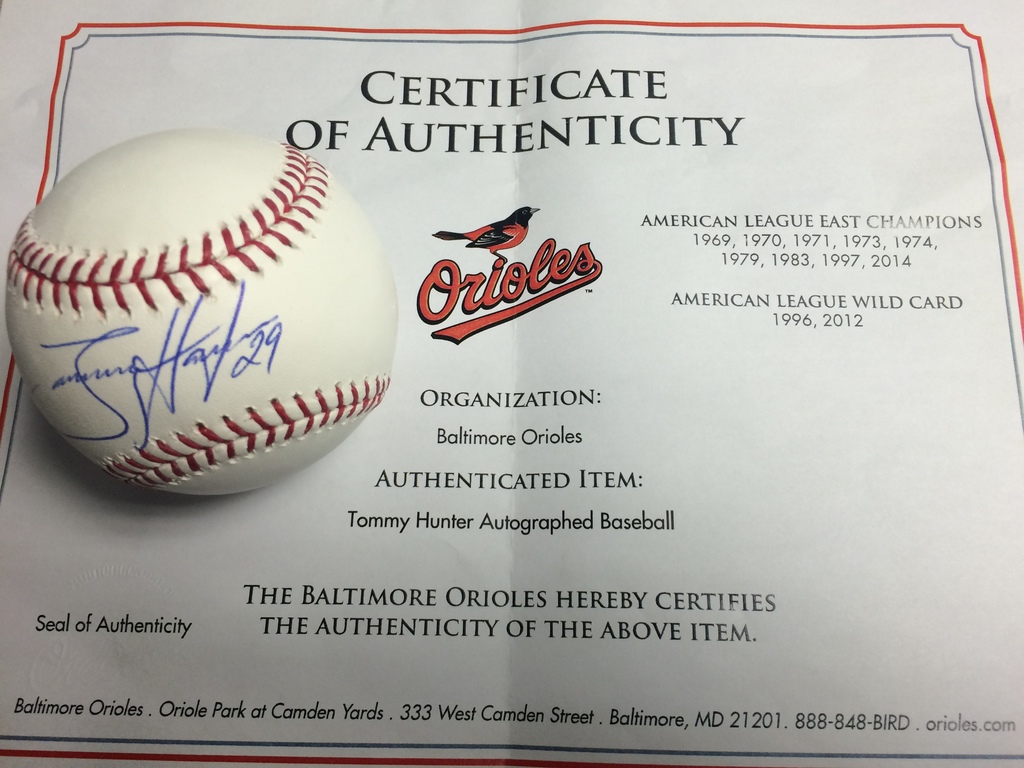 CERTIFICATE
OF AUTHENTICITY
Orioles
TM
AMERICAN LEAGUE EAST CHAMPIONS
1969, 1970, 1971, 1973, 1974,
1979, 1983, 1997, 2014
AMERICAN LEAGUE WILD CARD
1996, 2012
Tommy Hunter 29
ORGANIZATION:
Baltimore Orioles
AUTHENTICATED ITEM:
Tommy Hunter Autographed Baseball
THE BALTIMORE ORIOLES HEREBY CERTIFIES
THE AUTHENTICITY OF THE ABOVE ITEM.
Seal of Authenticity
Baltimore Orioles . Oriole Park at Camden Yards . 333 West Camden Street . Baltimore, MD 21201. 888-848-BIRD . orioles.com